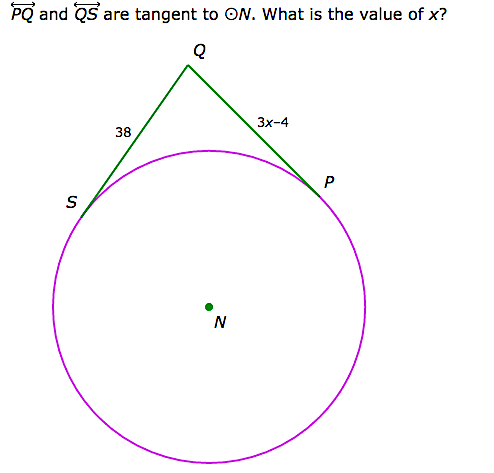 PQ and QS are tangent to ⊙N. What is the value of x?
Q
38
3x–4
P
S
N